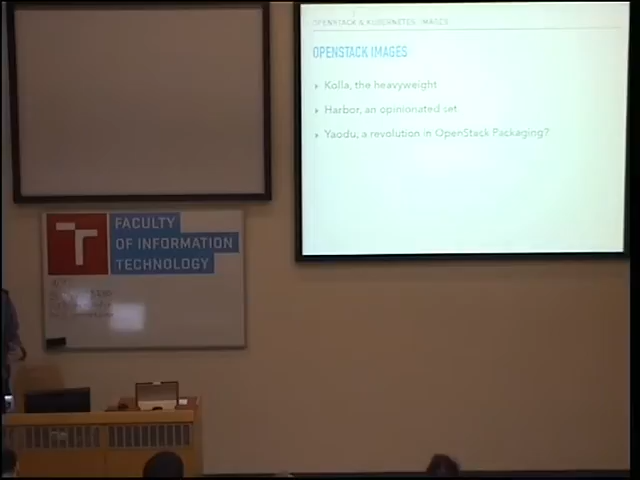 OPENSTACK & KUBERNETES - IMAGES
OPENSTACK IMAGES
Kolla, the heavyweight
Harbor, an opinionated set
Yaodu, a revolution in OpenStack Packaging?
FACULTY
OF INFORMATION
TECHNOLOGY